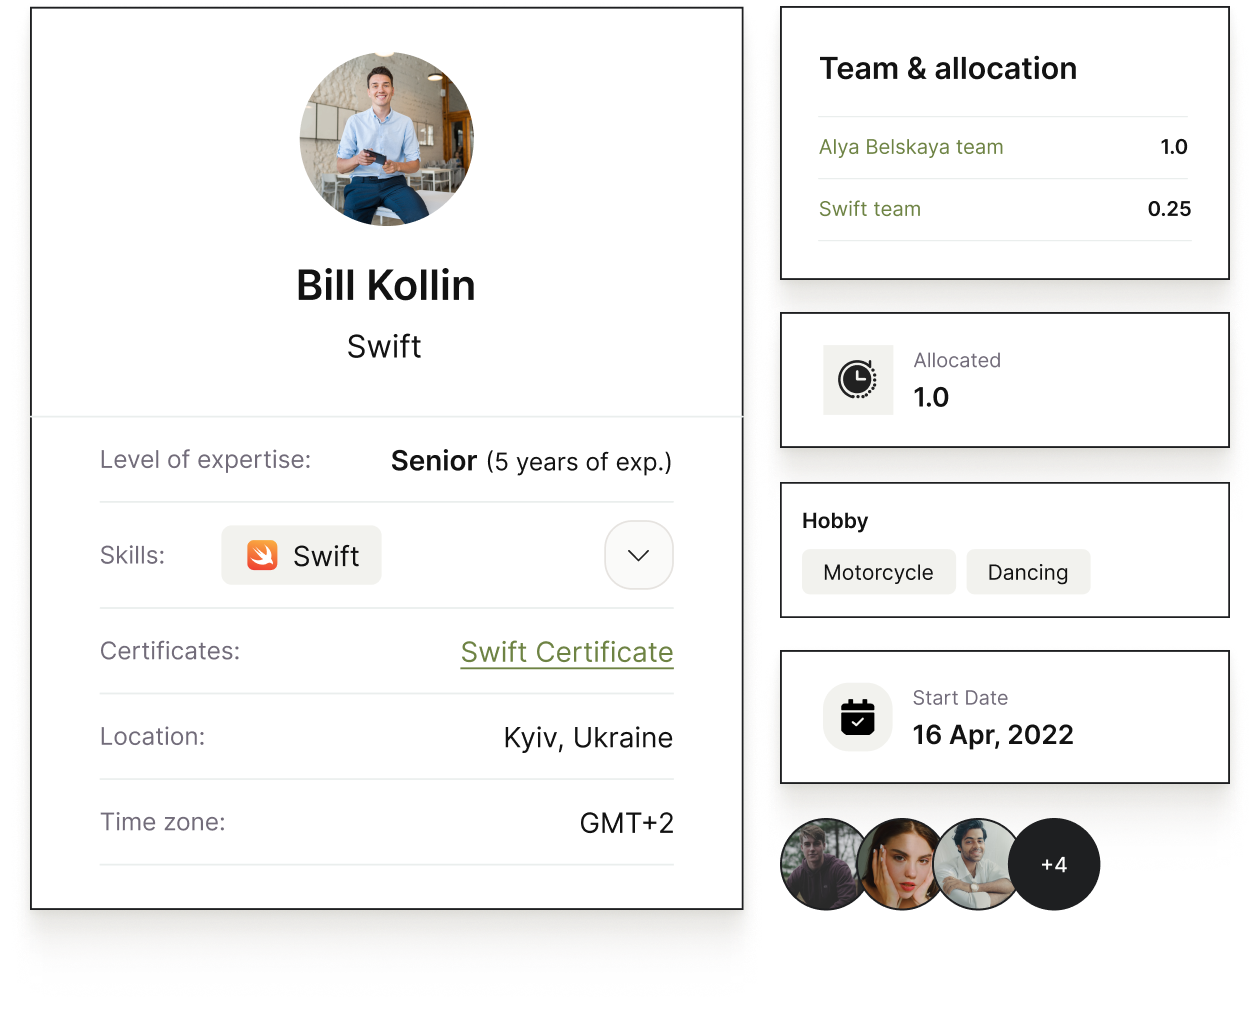 Bill Kollin
Swift
Level of expertise: Senior (5 years of exp.)
Skills: Swift
Certificates: Swift Certificate
Location: Kyiv, Ukraine
Time zone: GMT+2
Team & allocation
Alya Belskaya team 1.0
Swift team 0.25
Allocated
1.0
Hobby
Motorcycle Dancing
Start Date
16 Apr, 2022
+4